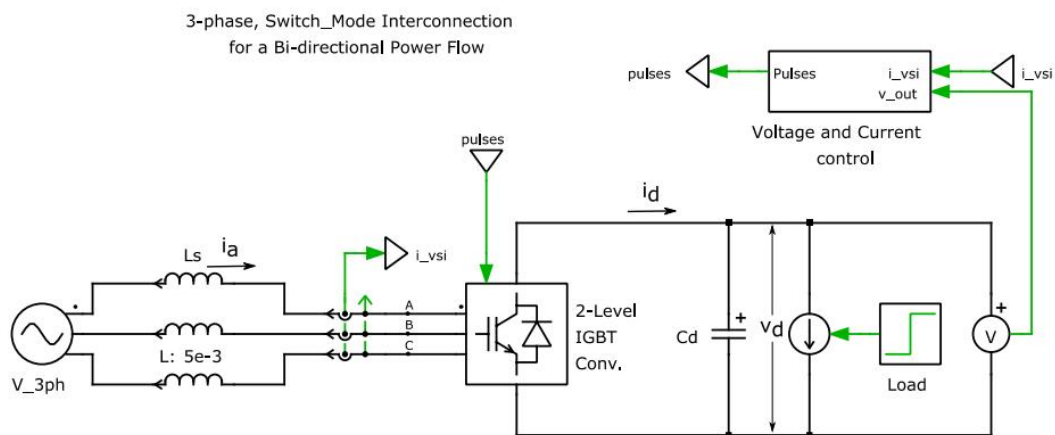 3-phase, Switch_Mode Interconnection
for a Bi-directional Power Flow
pulses
Pulses
i_vsi
v_out
i_vsi
Voltage and Current
control
pulses
id
Ls
ia
i_vsi
A
B
C
2-Level
IGBT
Conv.
Cd
+
vd
+
V
L: 5e-3
V_3ph
Load